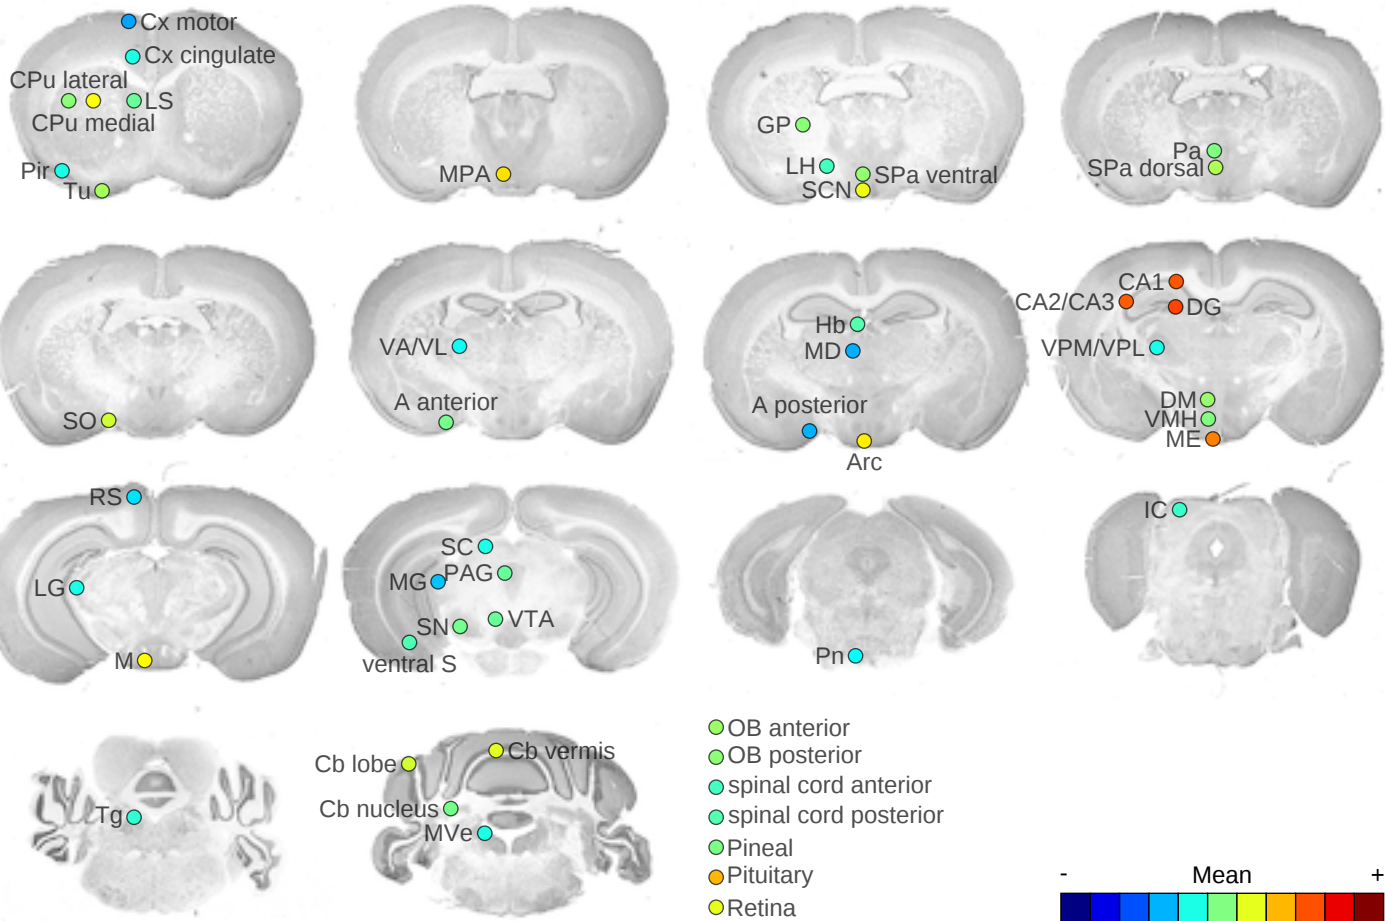 Cx motor
Cx cingulate
CPu lateral
LS
CPu medial
Pir
Tu
MPA
GP
LH
SPa ventral
SCN
Pa
SPa dorsal
SO
VA/VL
A anterior
Hb
MD
A posterior
Arc
CA1
CA2/CA3
DG
VPM/VPL
DM
VMH
ME
RS
LG
M
SC
MG
PAG
SN
VTA
ventral S
Pn
IC
Tg
Cb lobe
Cb vermis
Cb nucleus
MVe
OB anterior
OB posterior
spinal cord anterior
spinal cord posterior
Pineal
Pituitary
Retina
- Mean +